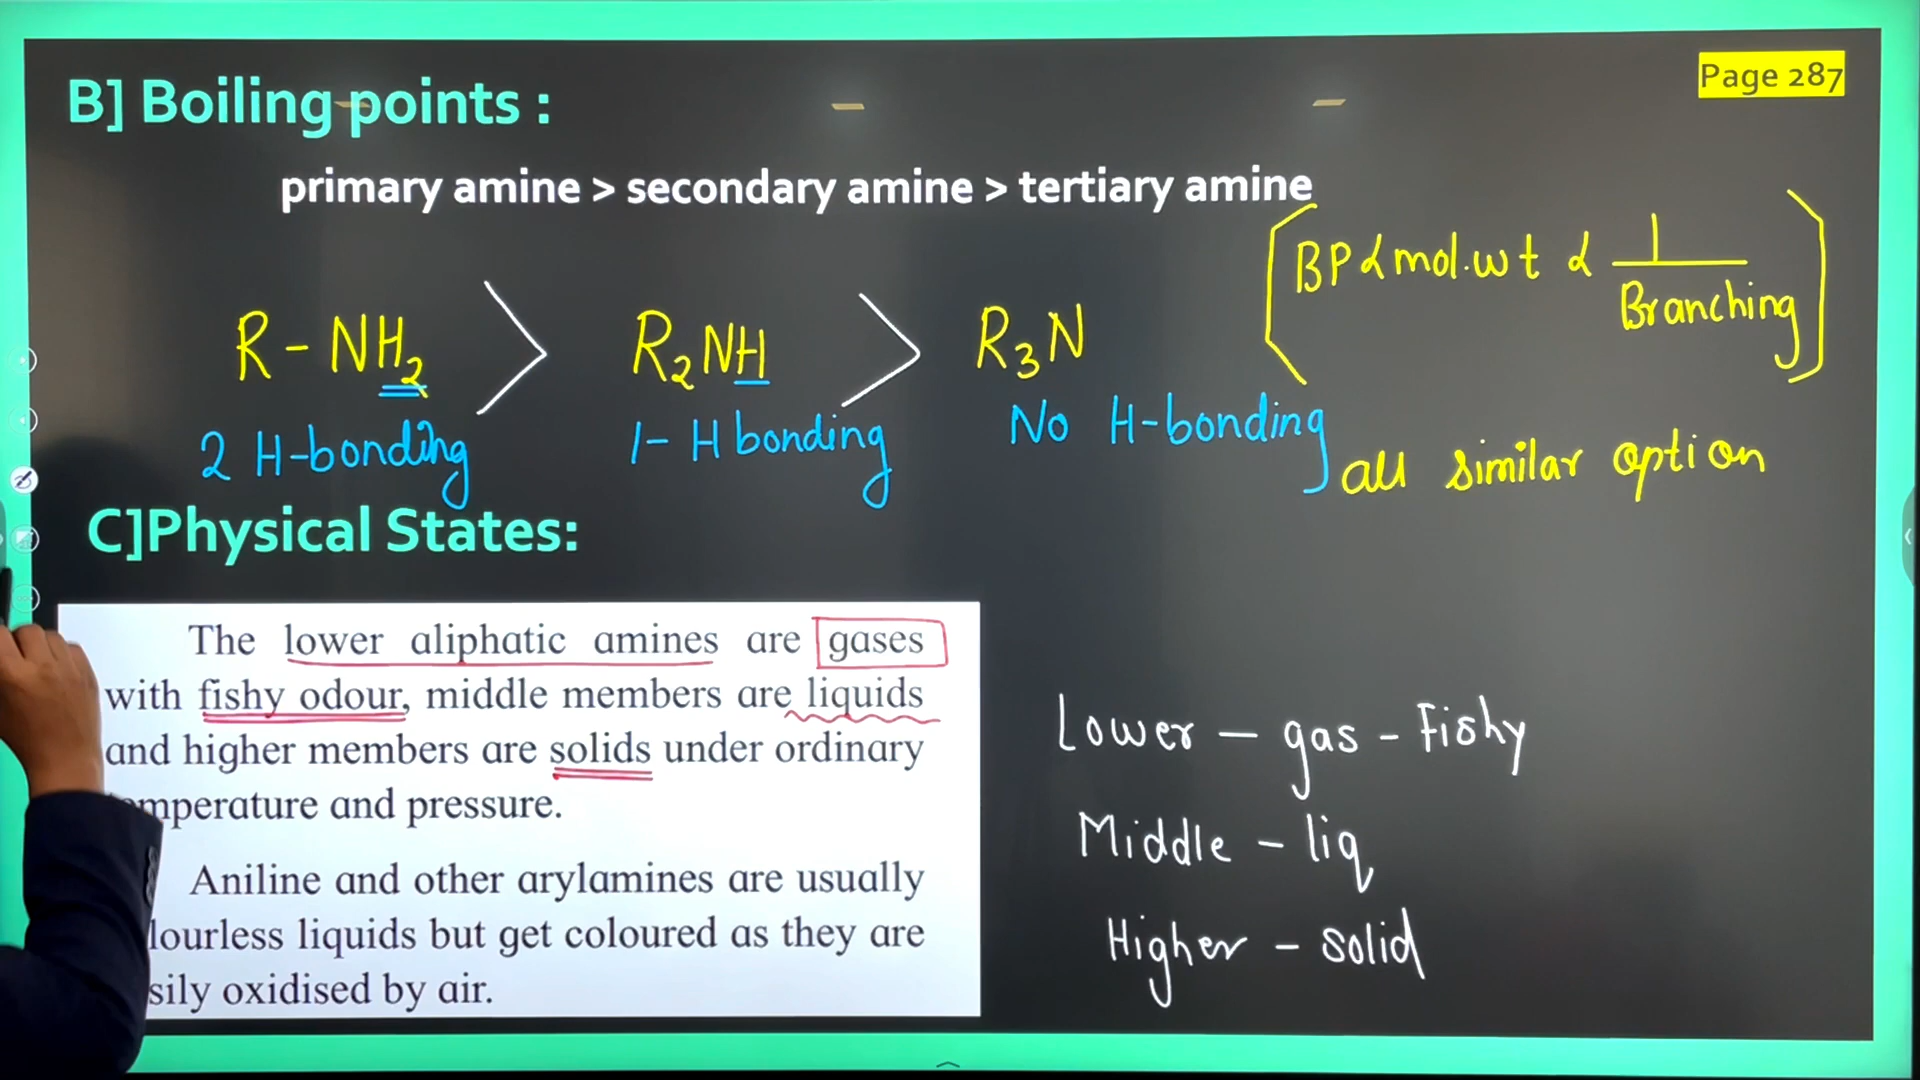 Page 287
B] Boiling points :
primary amine > secondary amine > tertiary amine
BP α mol.wt α 1/Branching
R - NH₂ > R₂NH > R₃N
2 H-bonding 1- H bonding No H-bonding
all similar option
C]Physical States:
The lower aliphatic amines are gases
with fishy odour, middle members are liquids
and higher members are solids under ordinary
mperature and pressure.
Aniline and other arylamines are usually
lourless liquids but get coloured as they are
sily oxidised by air.
Lower - gas - Fishy
Middle - liq
Higher - solid